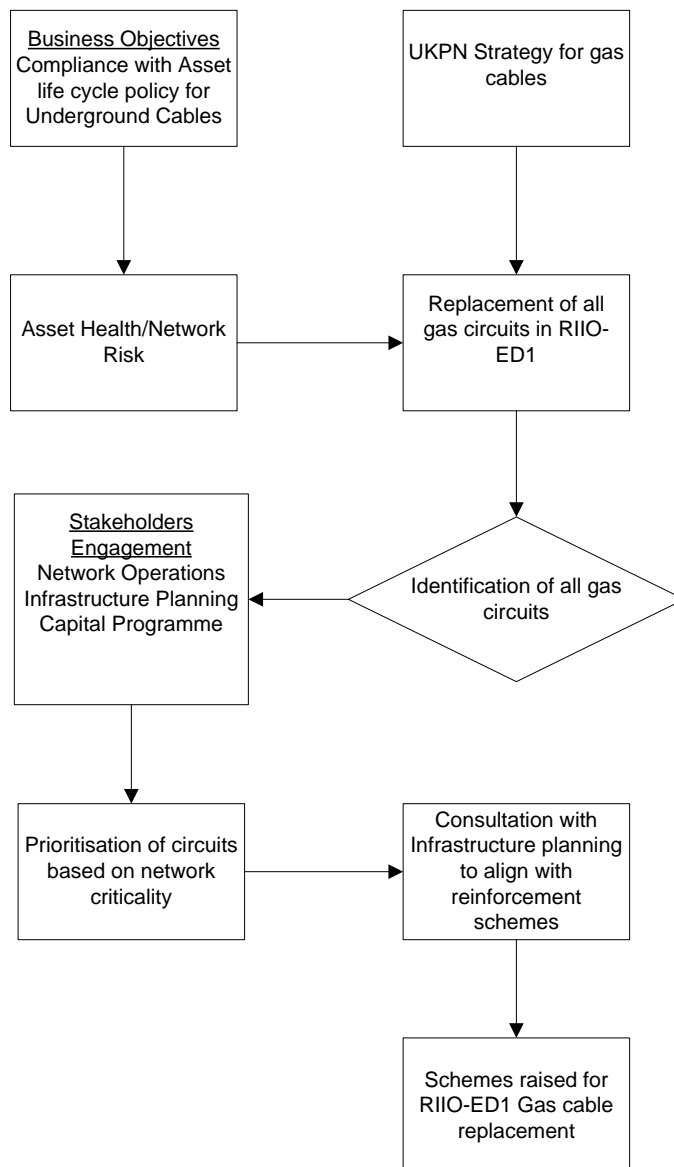 Business Objectives
Compliance with Asset
life cycle policy for
Underground Cables
UKPN Strategy for gas
cables
Asset Health/Network
Risk
Replacement of all
gas circuits in RIIO-
ED1
Stakeholders
Engagement
Network Operations
Infrastructure Planning
Capital Programme
Identification of all gas
circuits
Prioritisation of circuits
based on network
criticality
Consultation with
Infrastructure planning
to align with
reinforcement
schemes
Schemes raised for
RIIO-ED1 Gas cable
replacement